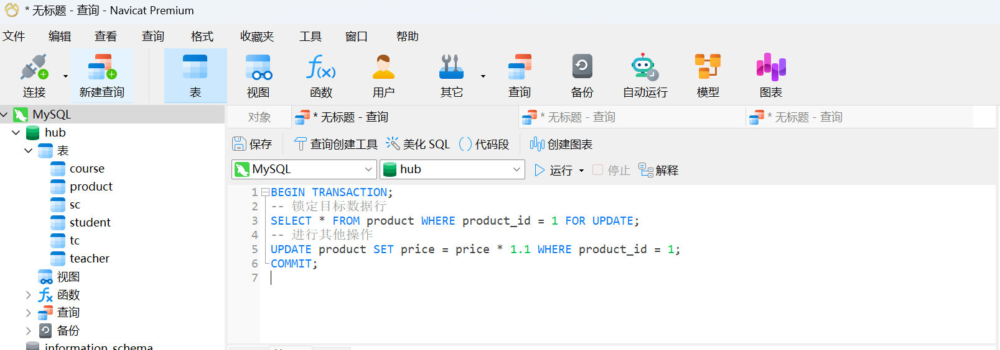 * 无标题 - 查询 - Navicat Premium
文件 编辑 查看 查询 格式 收藏夹 工具 窗口 帮助
连接 新建查询 表 视图 函数 用户 其它 查询 备份 自动运行 模型 图表
MySQL
hub
表
course
product
sc
student
tc
teacher
视图
函数
查询
备份
information_schema
对象 * 无标题 - 查询 * 无标题 - 查询 * 无标题 - 查询
保存 查询创建工具 美化 SQL () 代码段 创建图表
MySQL hub 运行 停止 解释
1 BEGIN TRANSACTION;
2 -- 锁定目标数据行
3 SELECT * FROM product WHERE product_id = 1 FOR UPDATE;
4 -- 进行其他操作
5 UPDATE product SET price = price * 1.1 WHERE product_id = 1;
6 COMMIT;
7